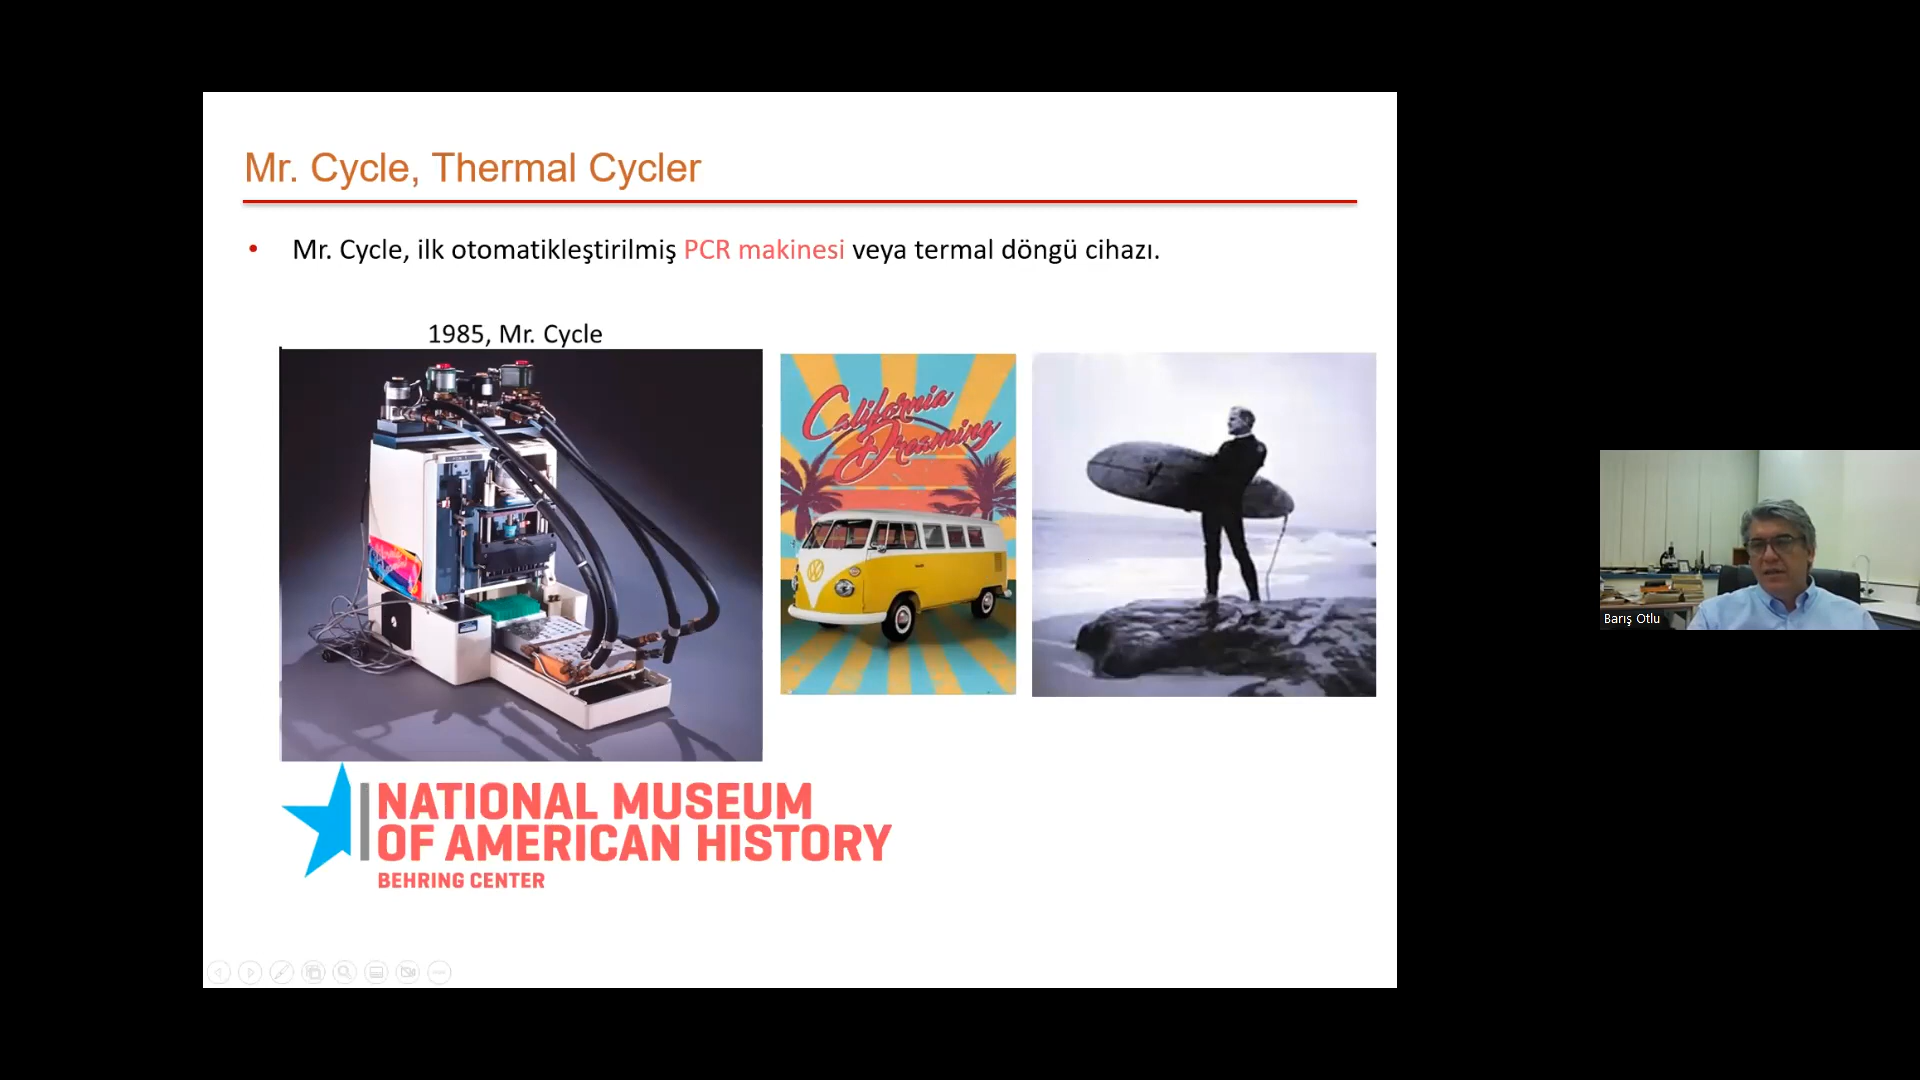 Mr. Cycle, Thermal Cycler
• Mr. Cycle, ilk otomatikleştirilmiş PCR makinesi veya termal döngü cihazı.
1985, Mr. Cycle
California
Dreaming
NATIONAL MUSEUM
OF AMERICAN HISTORY
BEHRING CENTER
Barış Otlu